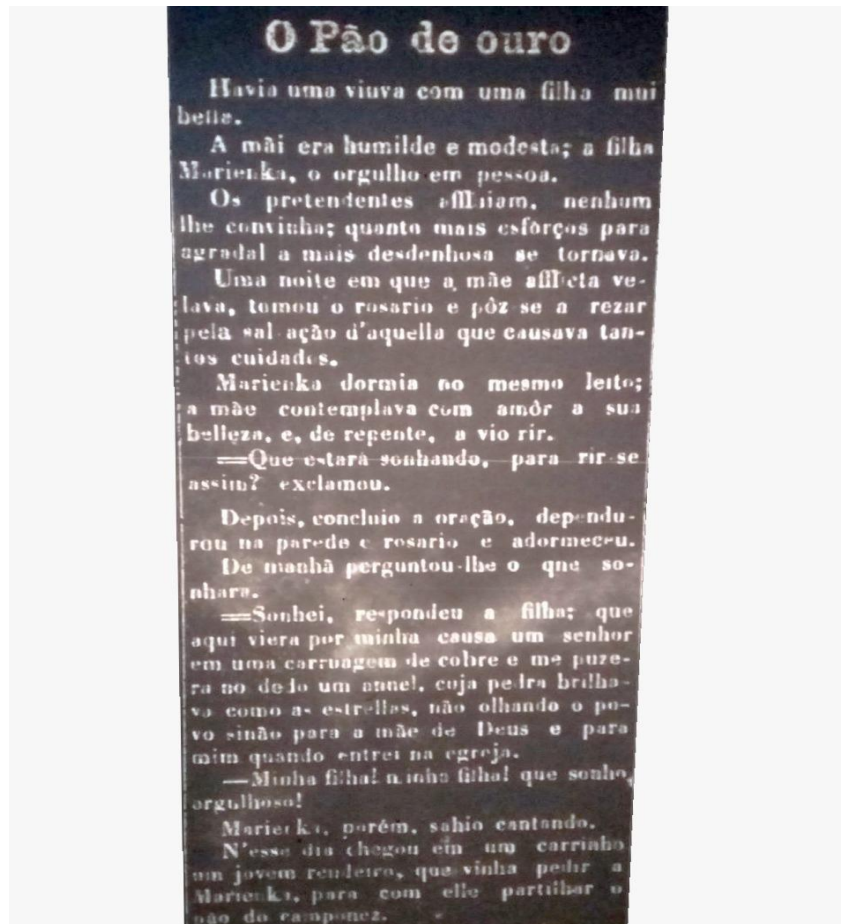 O Pão de ouro
Havia uma viuva com uma filha mui
bella.
A mãi era humilde e modesta; a filha
Marienka, o orgulho em pessoa.
Os pretendentes affluiam, nenhum
lhe convinha; quanto mais esfòrços para
agradal a mais desdenhosa se tornava.
Uma noite em que a mãe afflicta ve-
lava, tomou o rosario e pôz-se a rezar
pela salvação d'aquella que causava tan-
tos cuidados.
Marienka dormia no mesmo leito;
a mãe contemplava com amôr a sua
belleza, e, de repente, a vio rir.
—Que estará sonhando, para rir-se
assim? exclamou.
Depois, concluio a oração, dependu-
rou na parede o rosario e adormeceu.
De manhã perguntou-lhe o qne so-
nhara.
—Sonhei, respondeu a filha; que
aqui viera por minha causa um senhor
em uma carruagem de cobre e me puze-
ra no dedo um annel, cuja pedra brilha-
va como as estrellas, não olhando o po-
vo sinão para a mãe de Deus e para
mim quando entrei na egreja.
—Minha filha! minha filha! que sonho
orgulhoso!
Marienka, porém, sahio cantando.
N'esse dia chegou em um carrinho
um jovem rendeiro, que vinha pedir a
Marienka, para com elle partilhar o
pão do camponez.